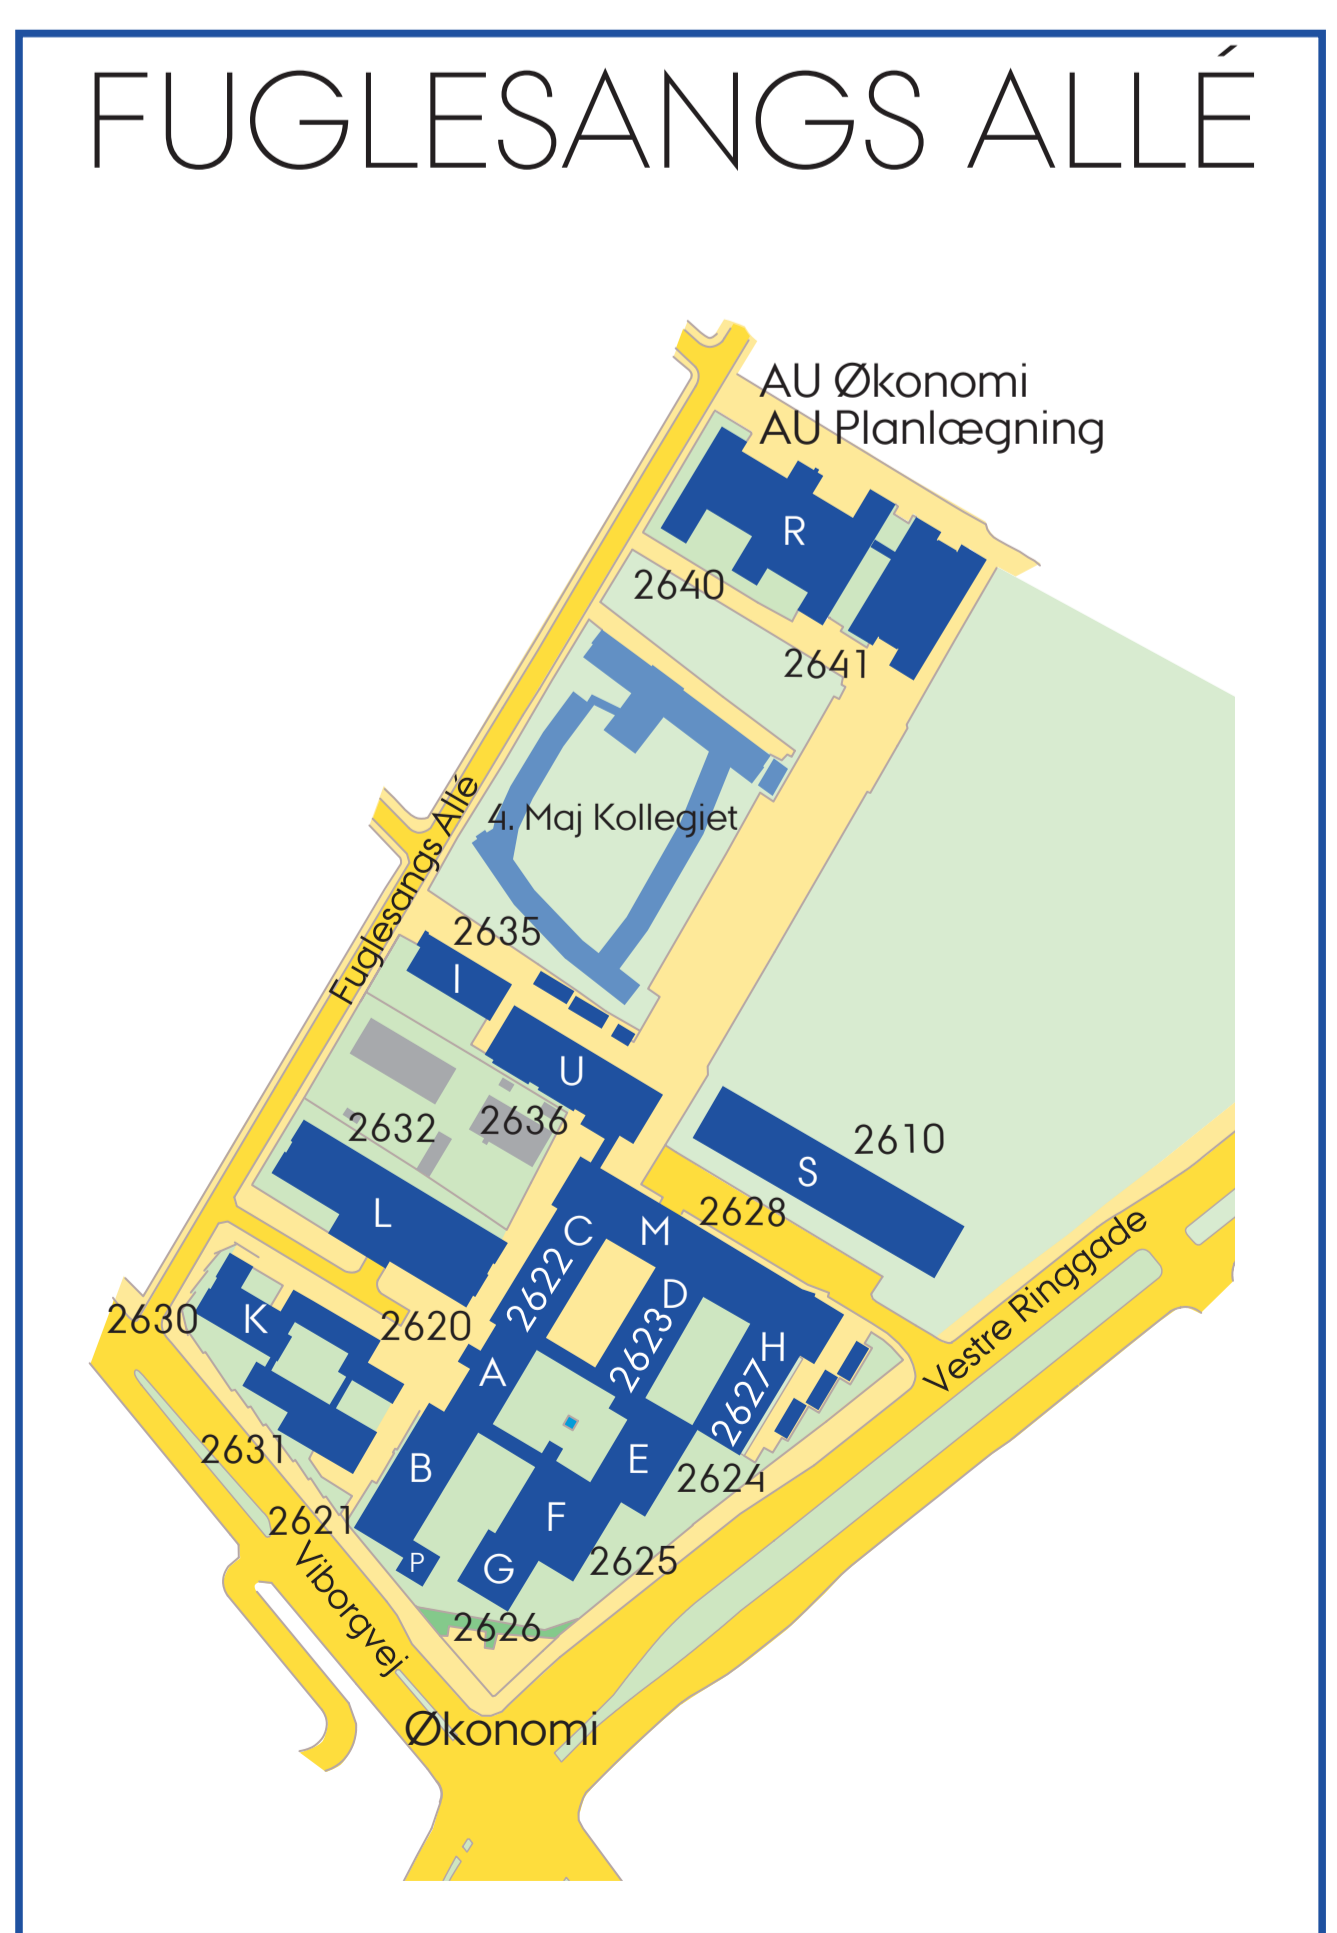 FUGLESANGS ALLÉ
AU Økonomi
AU Planlægning
R
2640
2641
4. Maj Kollegiet
Fuglesangs Allé
2635
I
U
2632
2636
2610
S
L
2628
C
M
2622
D
2623
H
2627
Vestre Ringgade
2630
K
2620
A
2631
B
E
2624
2621
F
P
G
2625
Viborgvej
2626
Økonomi